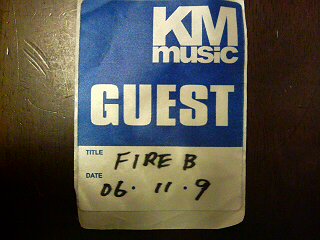 KM
music
GUEST
TITLE FIRE B
DATE 06. 11. 9